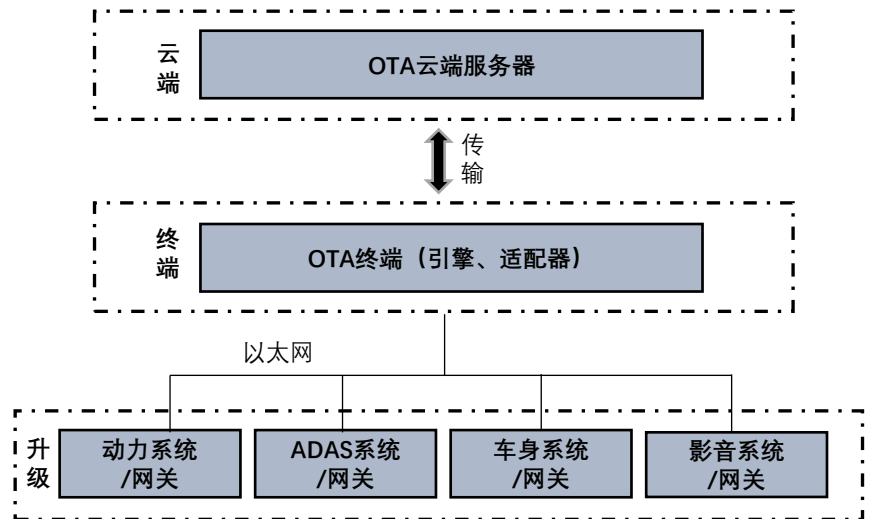 云端
OTA云端服务器
传输
终端
OTA终端（引擎、适配器）
以太网
升级
动力系统
/网关
ADAS系统
/网关
车身系统
/网关
影音系统
/网关